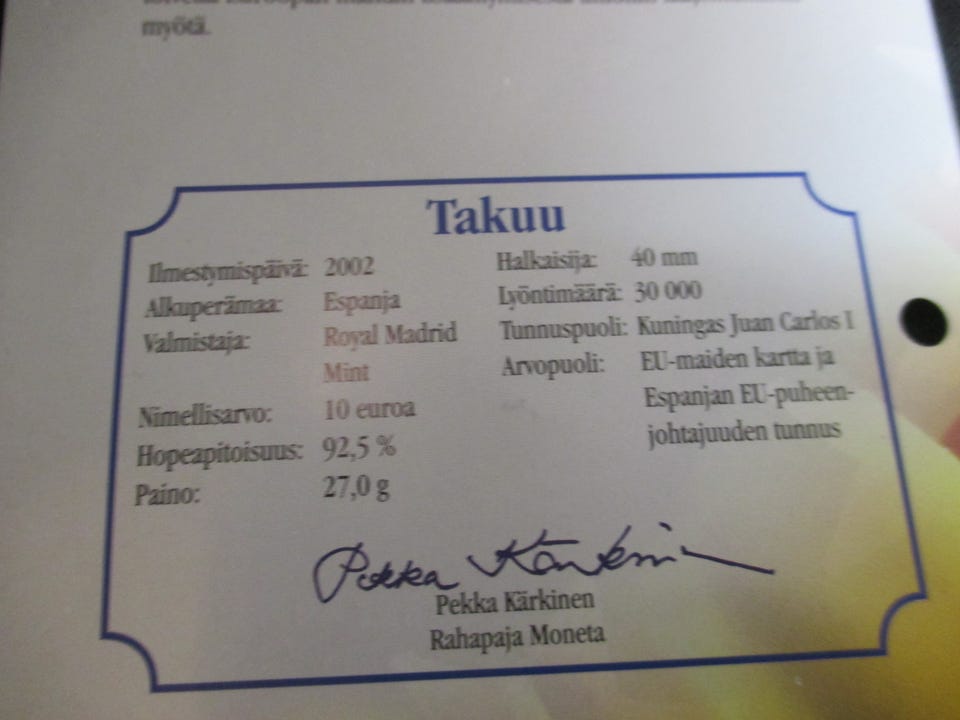 myötä.
Takuu
Ilmestymispäivä: 2002
Alkuperämaa: Espanja
Valmistaja: Royal Madrid
Mint
Nimellisarvo: 10 euroa
Hopeapitoisuus: 92,5 %
Paino: 27,0 g
Halkaisija: 40 mm
Lyöntimäärä: 30 000
Tunnuspuoli: Kuningas Juan Carlos I
Arvopuoli: EU-maiden kartta ja
Espanjan EU-puheen-
johtajuuden tunnus
Pekka Kärkinen
Pekka Kärkinen
Rahapaja Moneta